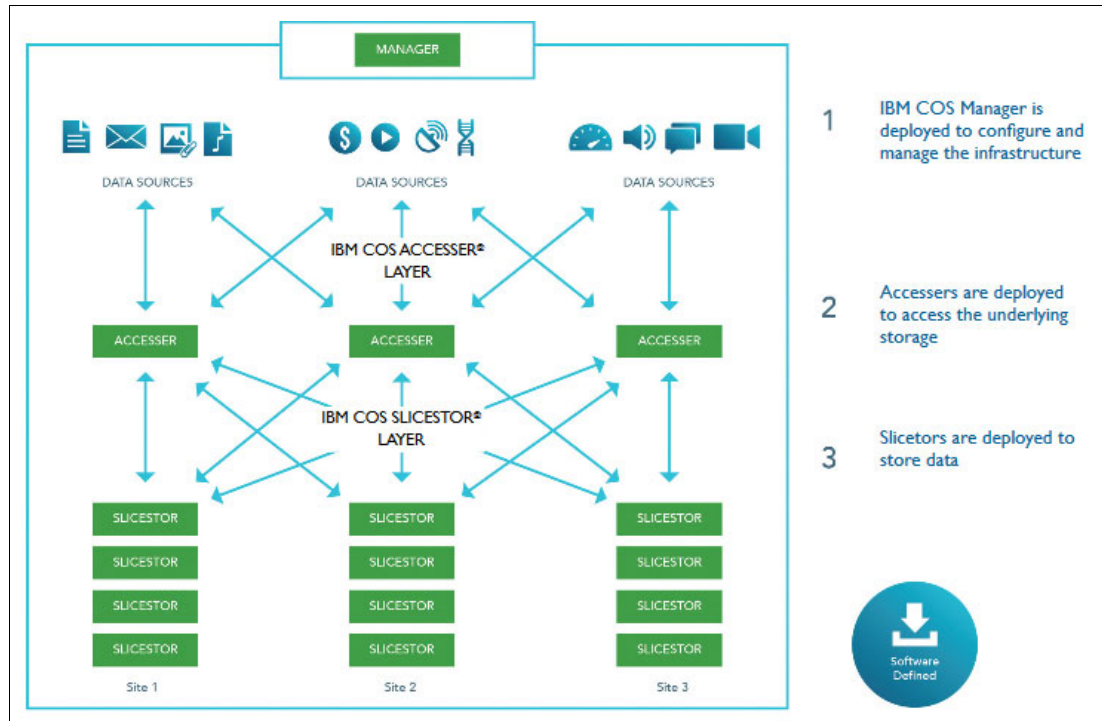 MANAGER
DATA SOURCES
DATA SOURCES
DATA SOURCES
IBM COS ACCESSER®
LAYER
ACCESSER
ACCESSER
ACCESSER
IBM COS SLICESTOR®
LAYER
SLICESTOR
SLICESTOR
SLICESTOR
SLICESTOR
SLICESTOR
SLICESTOR
SLICESTOR
SLICESTOR
SLICESTOR
SLICESTOR
SLICESTOR
SLICESTOR
Site 1
Site 2
Site 3
1
IBM COS Manager is
deployed to configure and
manage the infrastructure
2
Accessers are deployed
to access the underlying
storage
3
Slicetors are deployed to
store data
Software
Defined